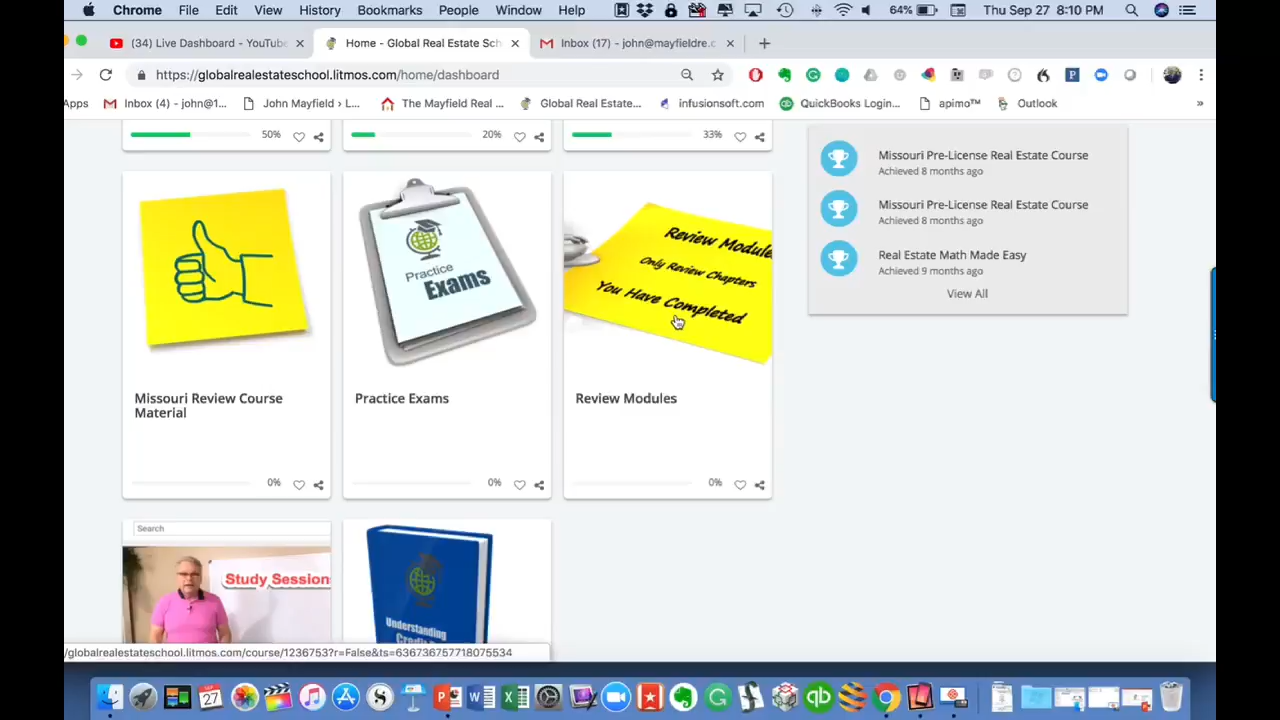 Chrome File Edit View History Bookmarks People Window Help 64% Thu Sep 27 8:10 PM
(34) Live Dashboard - YouTube Home - Global Real Estate Sch Inbox (17) - john@mayfieldre.c
https://globalrealestateschool.litmos.com/home/dashboard
Apps Inbox (4) - john@1... John Mayfield › L... The Mayfield Real ... Global Real Estate... infusionsoft.com QuickBooks Login... apimo™ Outlook »
50% 20% 33%
Missouri Pre-License Real Estate Course
Achieved 8 months ago
Missouri Pre-License Real Estate Course
Achieved 8 months ago
Real Estate Math Made Easy
Achieved 9 months ago
View All
Practice
Exams
Review Module
Only Review Chapters
You Have Completed
Missouri Review Course
Material
Practice Exams
Review Modules
0% 0% 0%
Search
Study Session
Understanding
/globalrealestateschool.litmos.com/course/1236753?r=False&ts=636736757718075534